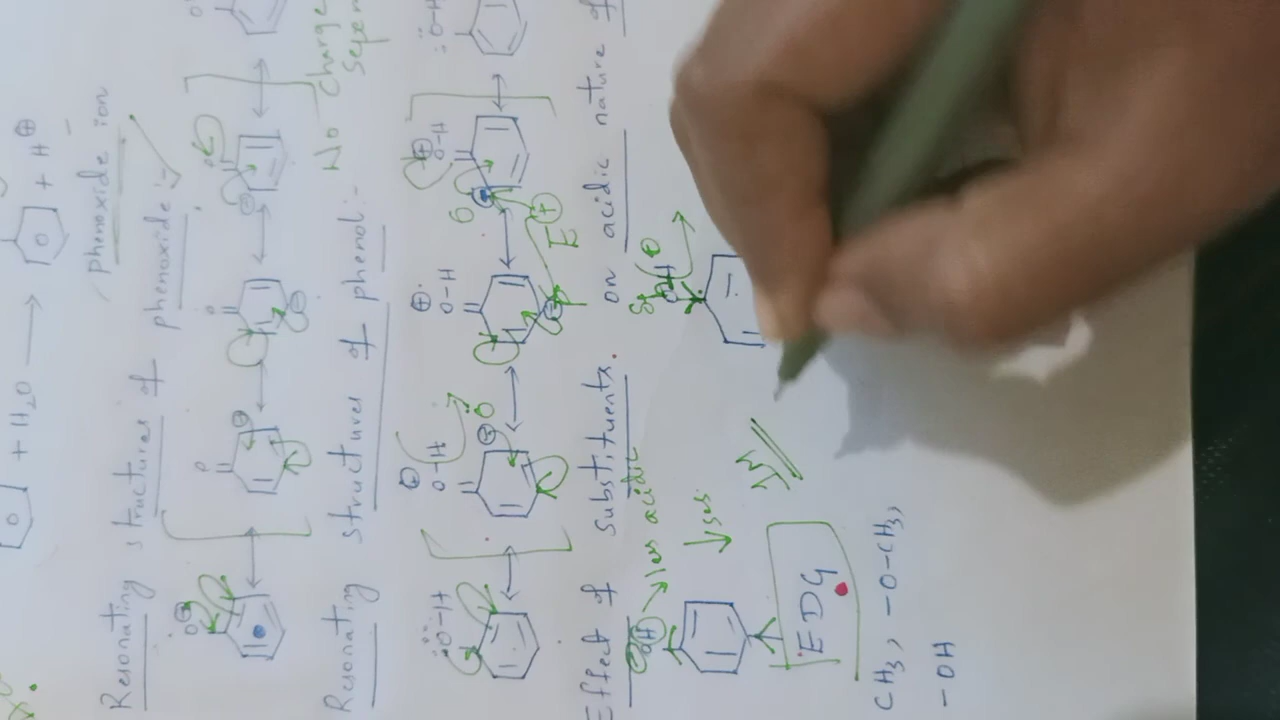 + H₂O ⟶ + H⊕
phenoxide ion
Resonating structures of phenoxide:-
No Charge
Resonating structures of phenol:-
:Ö-H ⊕ O-H ⊕ O-H ⊕ O-H :Ö-H
E⊕
Effect of Substituents. on acidic nature of
OH → less acidic
EDG
CH₃, -O-CH₃,
-OH